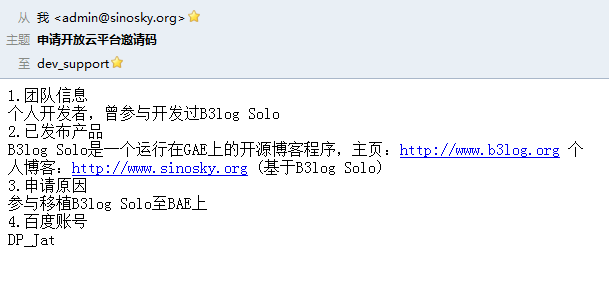 从 我 <admin@sinosky.org>
主题 申请开放云平台邀请码
至 dev_support
1.团队信息
个人开发者，曾参与开发过B3log Solo
2.已发布产品
B3log Solo是一个运行在GAE上的开源博客程序，主页：http://www.b3log.org 个
人博客：http://www.sinosky.org (基于B3log Solo)
3.申请原因
参与移植B3log Solo至BAE上
4.百度账号
DP_Jat